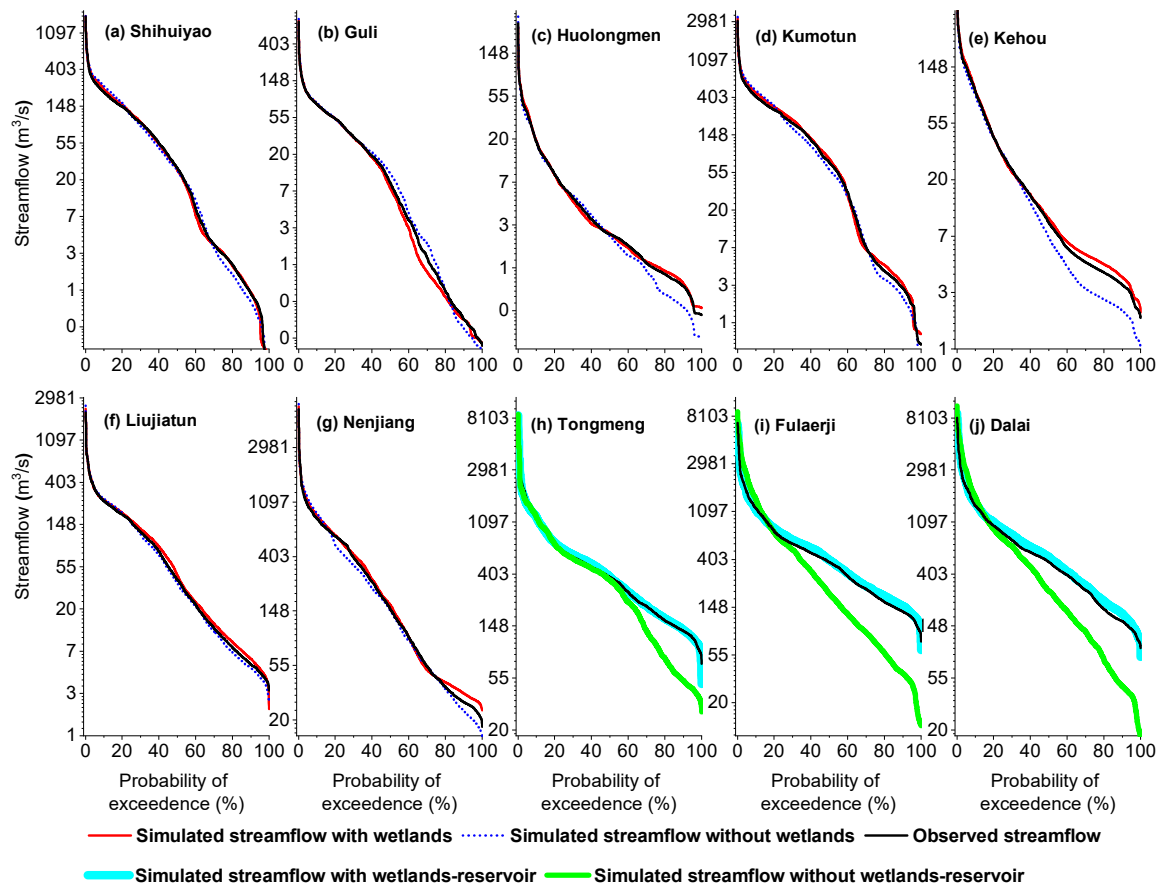 (a) Shihuiyao
(b) Guli
(c) Huolongmen
(d) Kumotun
(e) Kehou
Streamflow (m³/s)
1097
403
148
55
20
7
3
1
0
0 20 40 60 80 100
403
148
55
20
7
3
1
0
0
0 20 40 60 80 100
148
55
20
7
3
1
0
0 20 40 60 80 100
2981
1097
403
148
55
20
7
3
1
0 20 40 60 80 100
148
55
20
7
3
1
0 20 40 60 80 100
(f) Liujiatun
(g) Nenjiang
(h) Tongmeng
(i) Fulaerji
(j) Dalai
Streamflow (m³/s)
2981
1097
403
148
55
20
7
3
1
0 20 40 60 80 100
2981
1097
403
148
55
20
0 20 40 60 80 100
8103
2981
1097
403
148
55
20
0 20 40 60 80 100
8103
2981
1097
403
148
55
20
0 20 40 60 80 100
8103
2981
1097
403
148
55
20
0 20 40 60 80 100
Probability of
exceedence (%)
Probability of
exceedence (%)
Probability of
exceedence (%)
Probability of
exceedence (%)
Probability of
exceedence (%)
Simulated streamflow with wetlands
Simulated streamflow without wetlands
Observed streamflow
Simulated streamflow with wetlands-reservoir
Simulated streamflow without wetlands-reservoir